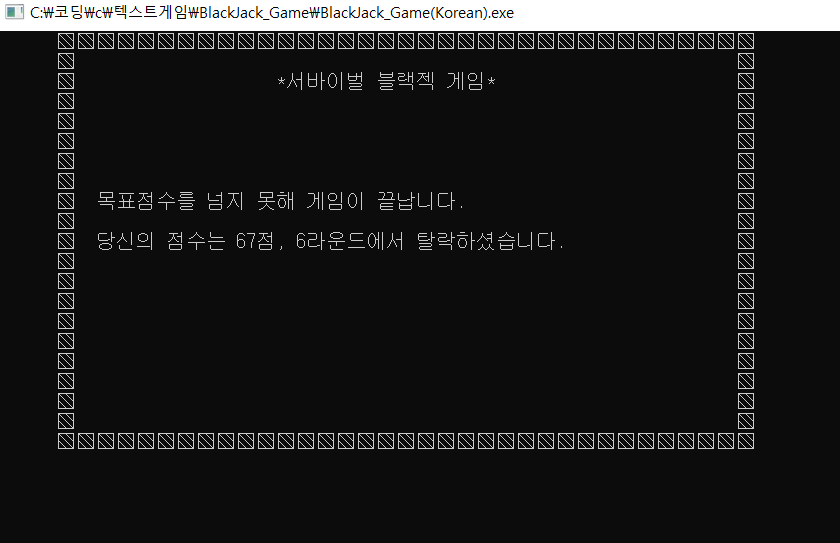 C:₩코딩₩c₩텍스트게임₩BlackJack_Game₩BlackJack_Game(Korean).exe
*서바이벌 블랙젝 게임*
목표점수를 넘지 못해 게임이 끝납니다.
당신의 점수는 67점, 6라운드에서 탈락하셨습니다.